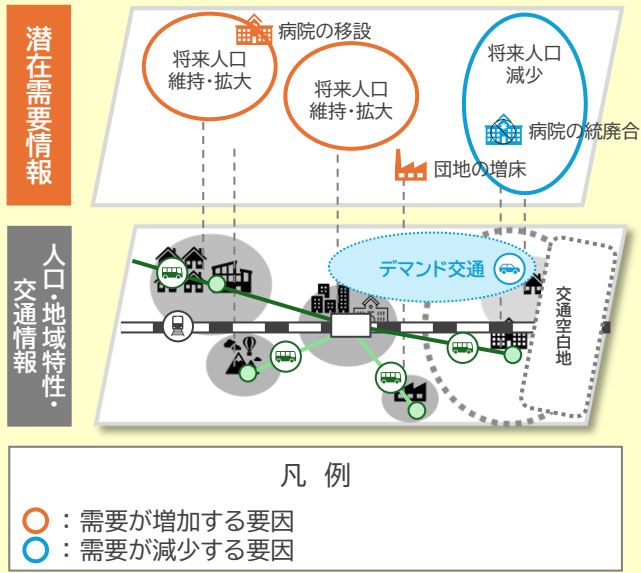 潜在需要情報
将来人口
維持・拡大
病院の移設
将来人口
維持・拡大
将来人口
減少
病院の統廃合
団地の増床
人口・地域特性・
交通情報
デマンド交通
交通空白地
凡 例
：需要が増加する要因
：需要が減少する要因